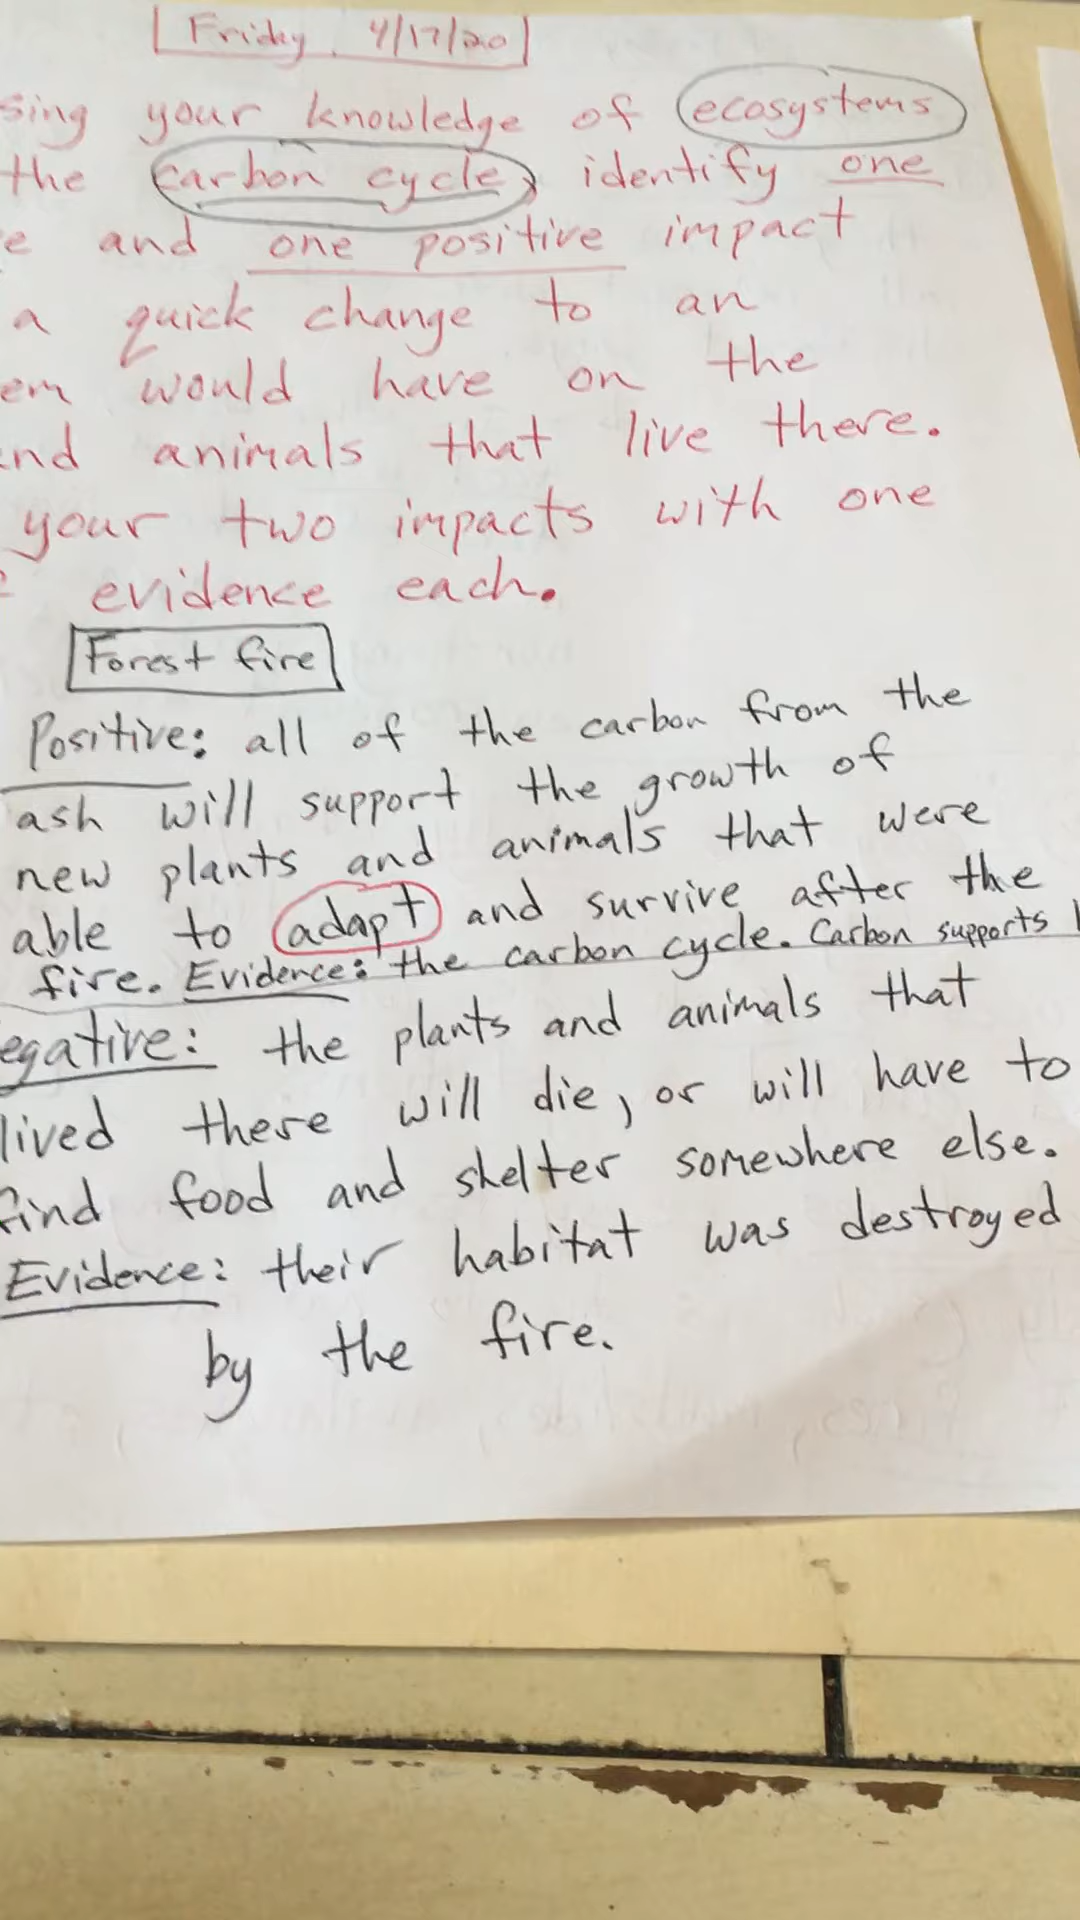 Friday 4/17/20
sing your knowledge of ecosystems
the carbon cycle, identify one
e and one positive impact
a quick change to an
em would have on the
nd animals that live there.
your two impacts with one
evidence each.
Forest fire
Positive: all of the carbon from the
ash will support the growth of
new plants and animals that were
able to adapt and survive after the
fire. Evidence: the carbon cycle. Carbon supports
egative: the plants and animals that
lived there will die, or will have to
find food and shelter somewhere else.
Evidence: their habitat was destroyed
by the fire.